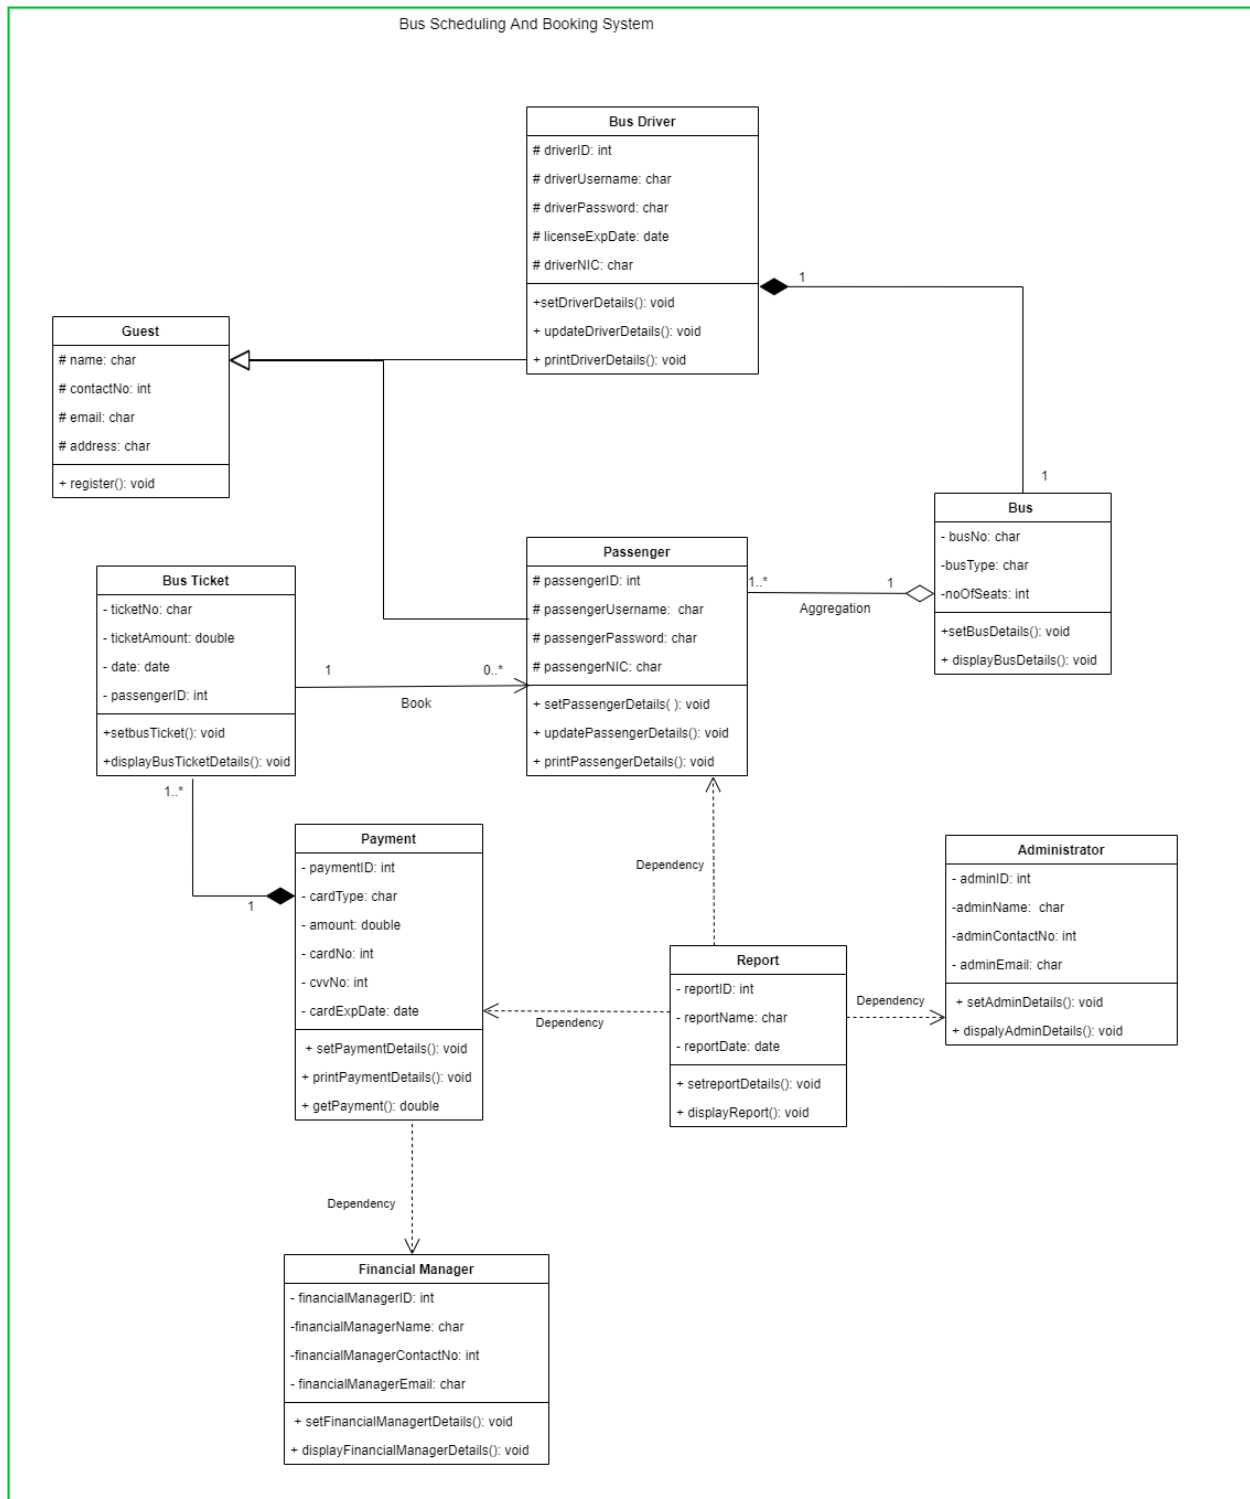 Bus Scheduling And Booking System
Bus Driver
# driverID: int
# driverUsername: char
# driverPassword: char
# licenseExpDate: date
# driverNIC: char
+setDriverDetails(): void
+ updateDriverDetails(): void
+ printDriverDetails(): void
1
1
Guest
# name: char
# contactNo: int
# email: char
# address: char
+ register(): void
Bus
- busNo: char
-busType: char
-noOfSeats: int
+setBusDetails(): void
+ displayBusDetails(): void
Passenger
# passengerID: int
# passengerUsername:  char
# passengerPassword: char
# passengerNIC: char
+ setPassengerDetails( ): void
+ updatePassengerDetails(): void
+ printPassengerDetails(): void
1..*
1
Aggregation
Bus Ticket
- ticketNo: char
- ticketAmount: double
- date: date
- passengerID: int
+setbusTicket(): void
+displayBusTicketDetails(): void
1
0..*
Book
1..*
1
Payment
- paymentID: int
- cardType: char
- amount: double
- cardNo: int
- cvvNo: int
- cardExpDate: date
+ setPaymentDetails(): void
+ printPaymentDetails(): void
+ getPayment(): double
Dependency
Dependency
Report
- reportID: int
- reportName: char
- reportDate: date
+ setreportDetails(): void
+ displayReport(): void
Dependency
Administrator
- adminID: int
-adminName:  char
-adminContactNo: int
- adminEmail: char
+ setAdminDetails(): void
+ dispalyAdminDetails(): void
Dependency
Financial Manager
- financialManagerID: int
-financialManagerName: char
-financialManagerContactNo: int
- financialManagerEmail: char
+ setFinancialManagertDetails(): void
+ displayFinancialManagerDetails(): void